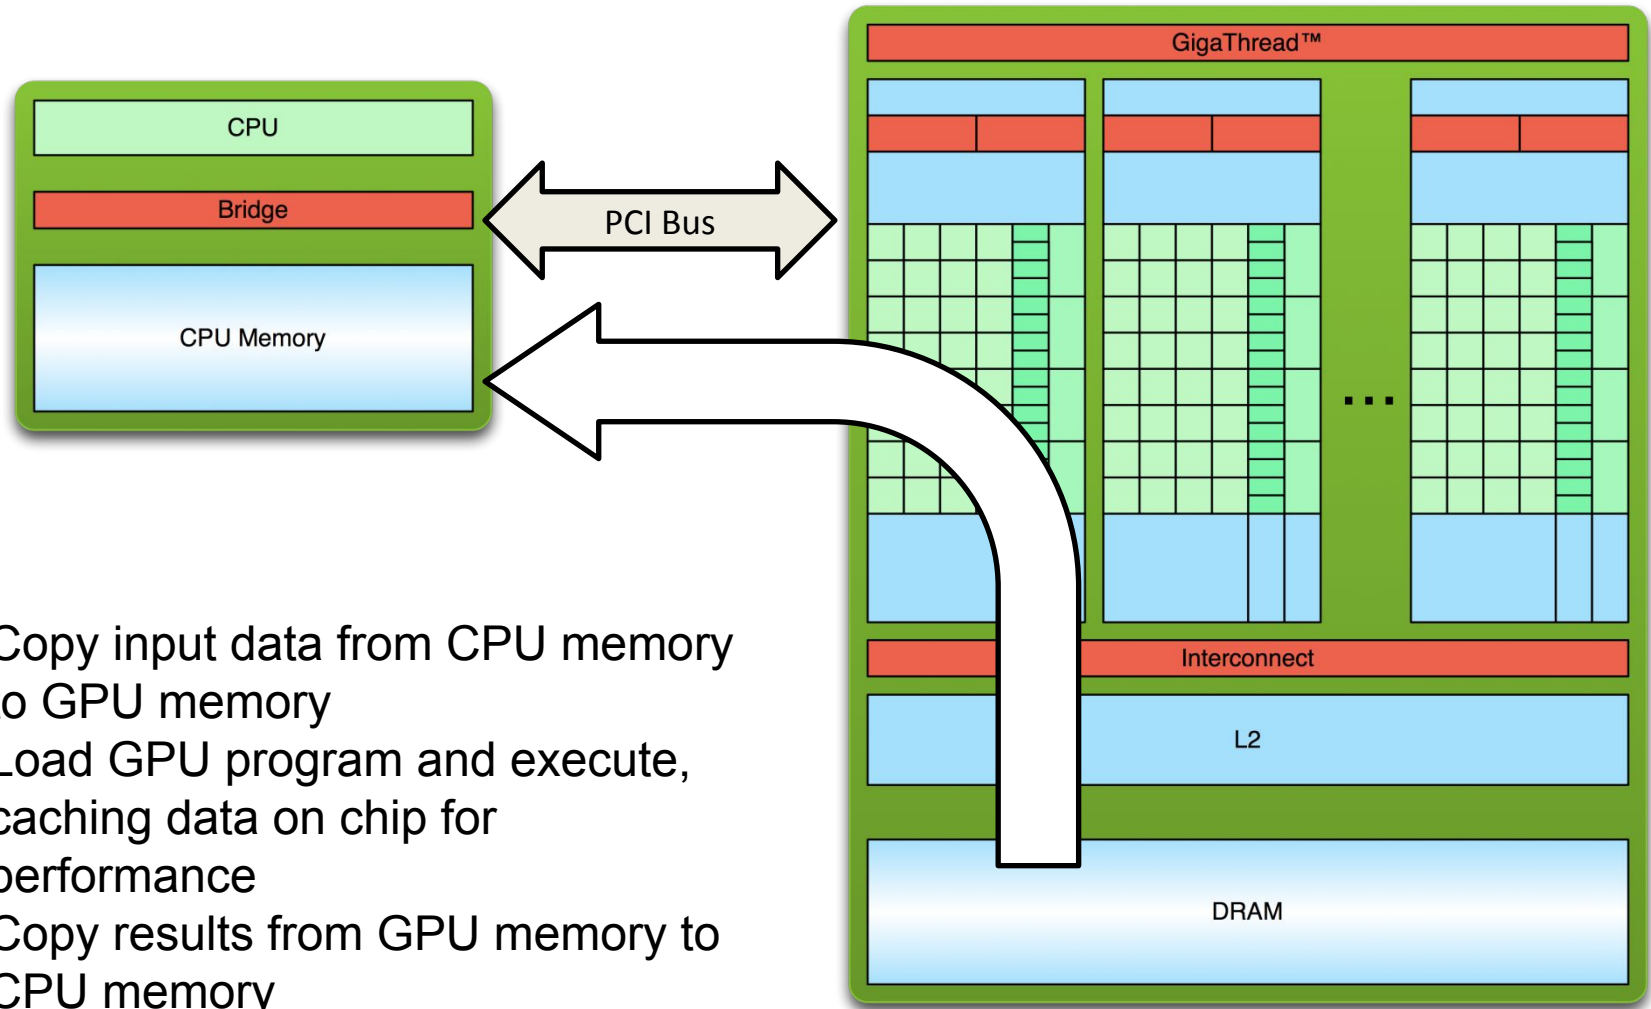 GigaThread™
CPU
Bridge
PCI Bus
CPU Memory
...
Interconnect
L2
DRAM
Copy input data from CPU memory
to GPU memory
Load GPU program and execute,
caching data on chip for
performance
Copy results from GPU memory to
CPU memory